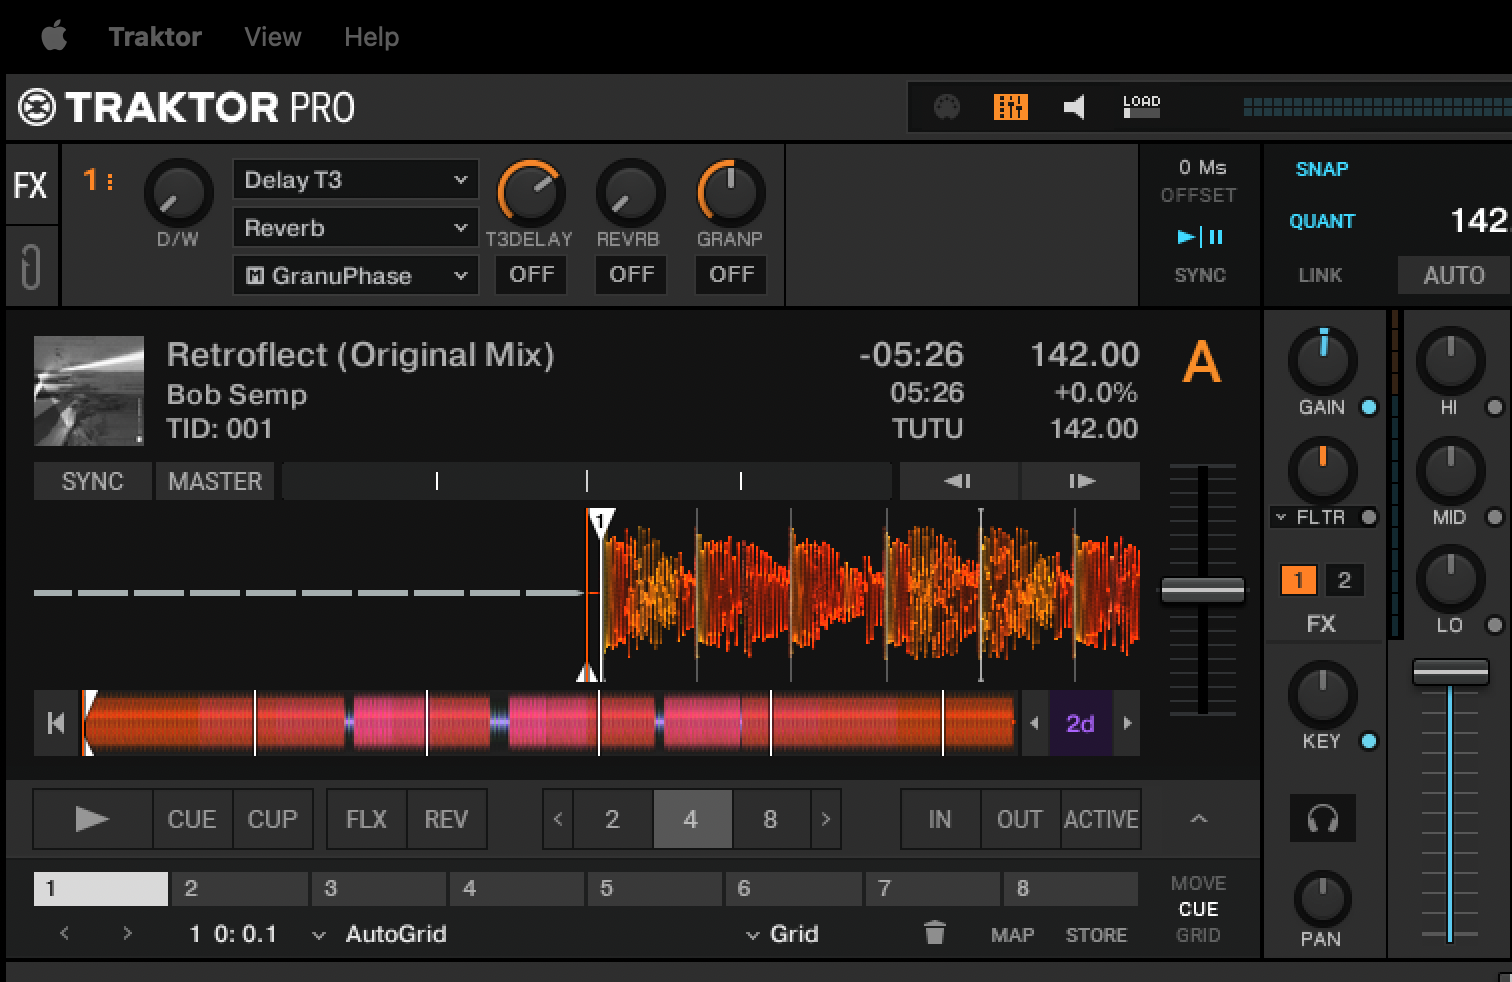 Traktor View Help
TRAKTOR PRO
LOAD
FX
1
D/W
Delay T3
Reverb
GranuPhase
T3DELAY REVRB GRANP
OFF OFF OFF
0 Ms
OFFSET
SYNC
SNAP
QUANT
142.
LINK
AUTO
Retroflect (Original Mix)
Bob Semp
TID: 001
-05:26
05:26
TUTU
142.00
+0.0%
142.00
A
SYNC MASTER
1
2d
CUE CUP FLX REV < 2 4 8 > IN OUT ACTIVE
1 2 3 4 5 6 7 8
< > 1 0: 0.1 AutoGrid Grid MAP STORE
MOVE
CUE
GRID
GAIN
FLTR
1 2
FX
KEY
PAN
HI
MID
LO